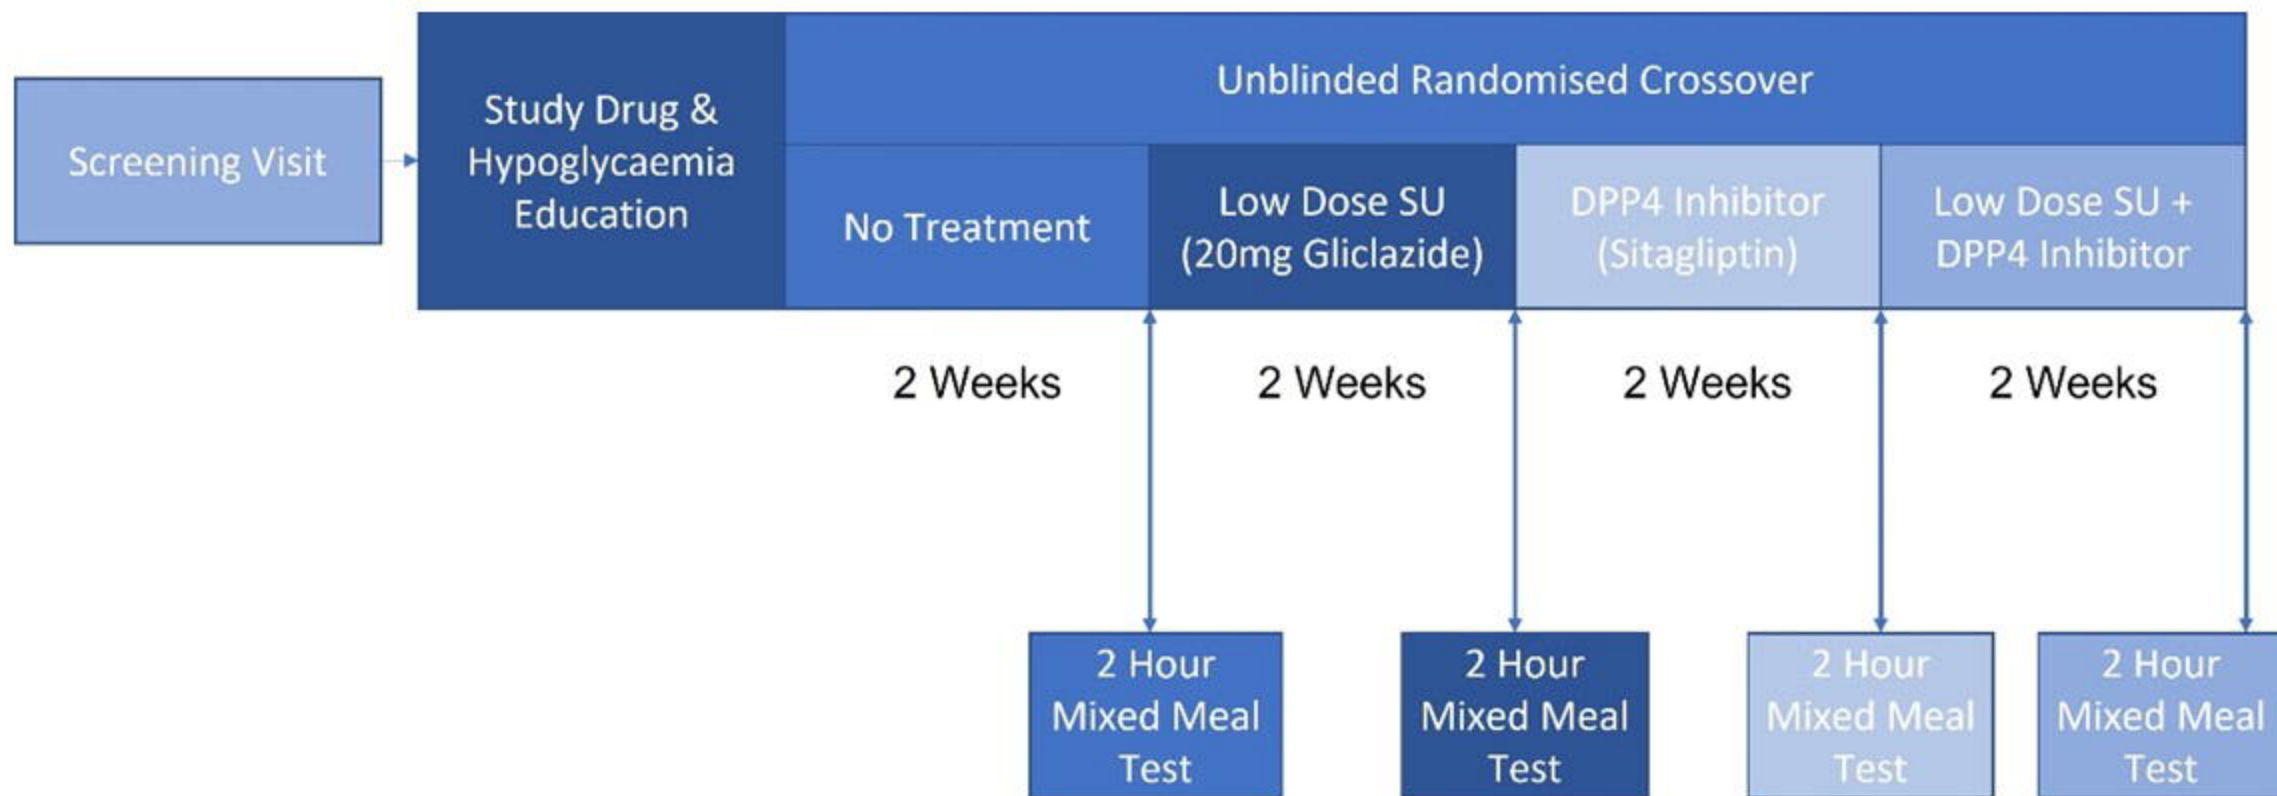 Screening Visit
Study Drug &
Hypoglycaemia
Education
Unblinded Randomised Crossover
No Treatment
Low Dose SU
(20mg Gliclazide)
DPP4 Inhibitor
(Sitagliptin)
Low Dose SU +
DPP4 Inhibitor
2 Weeks
2 Weeks
2 Weeks
2 Weeks
2 Hour
Mixed Meal
Test
2 Hour
Mixed Meal
Test
2 Hour
Mixed Meal
Test
2 Hour
Mixed Meal
Test